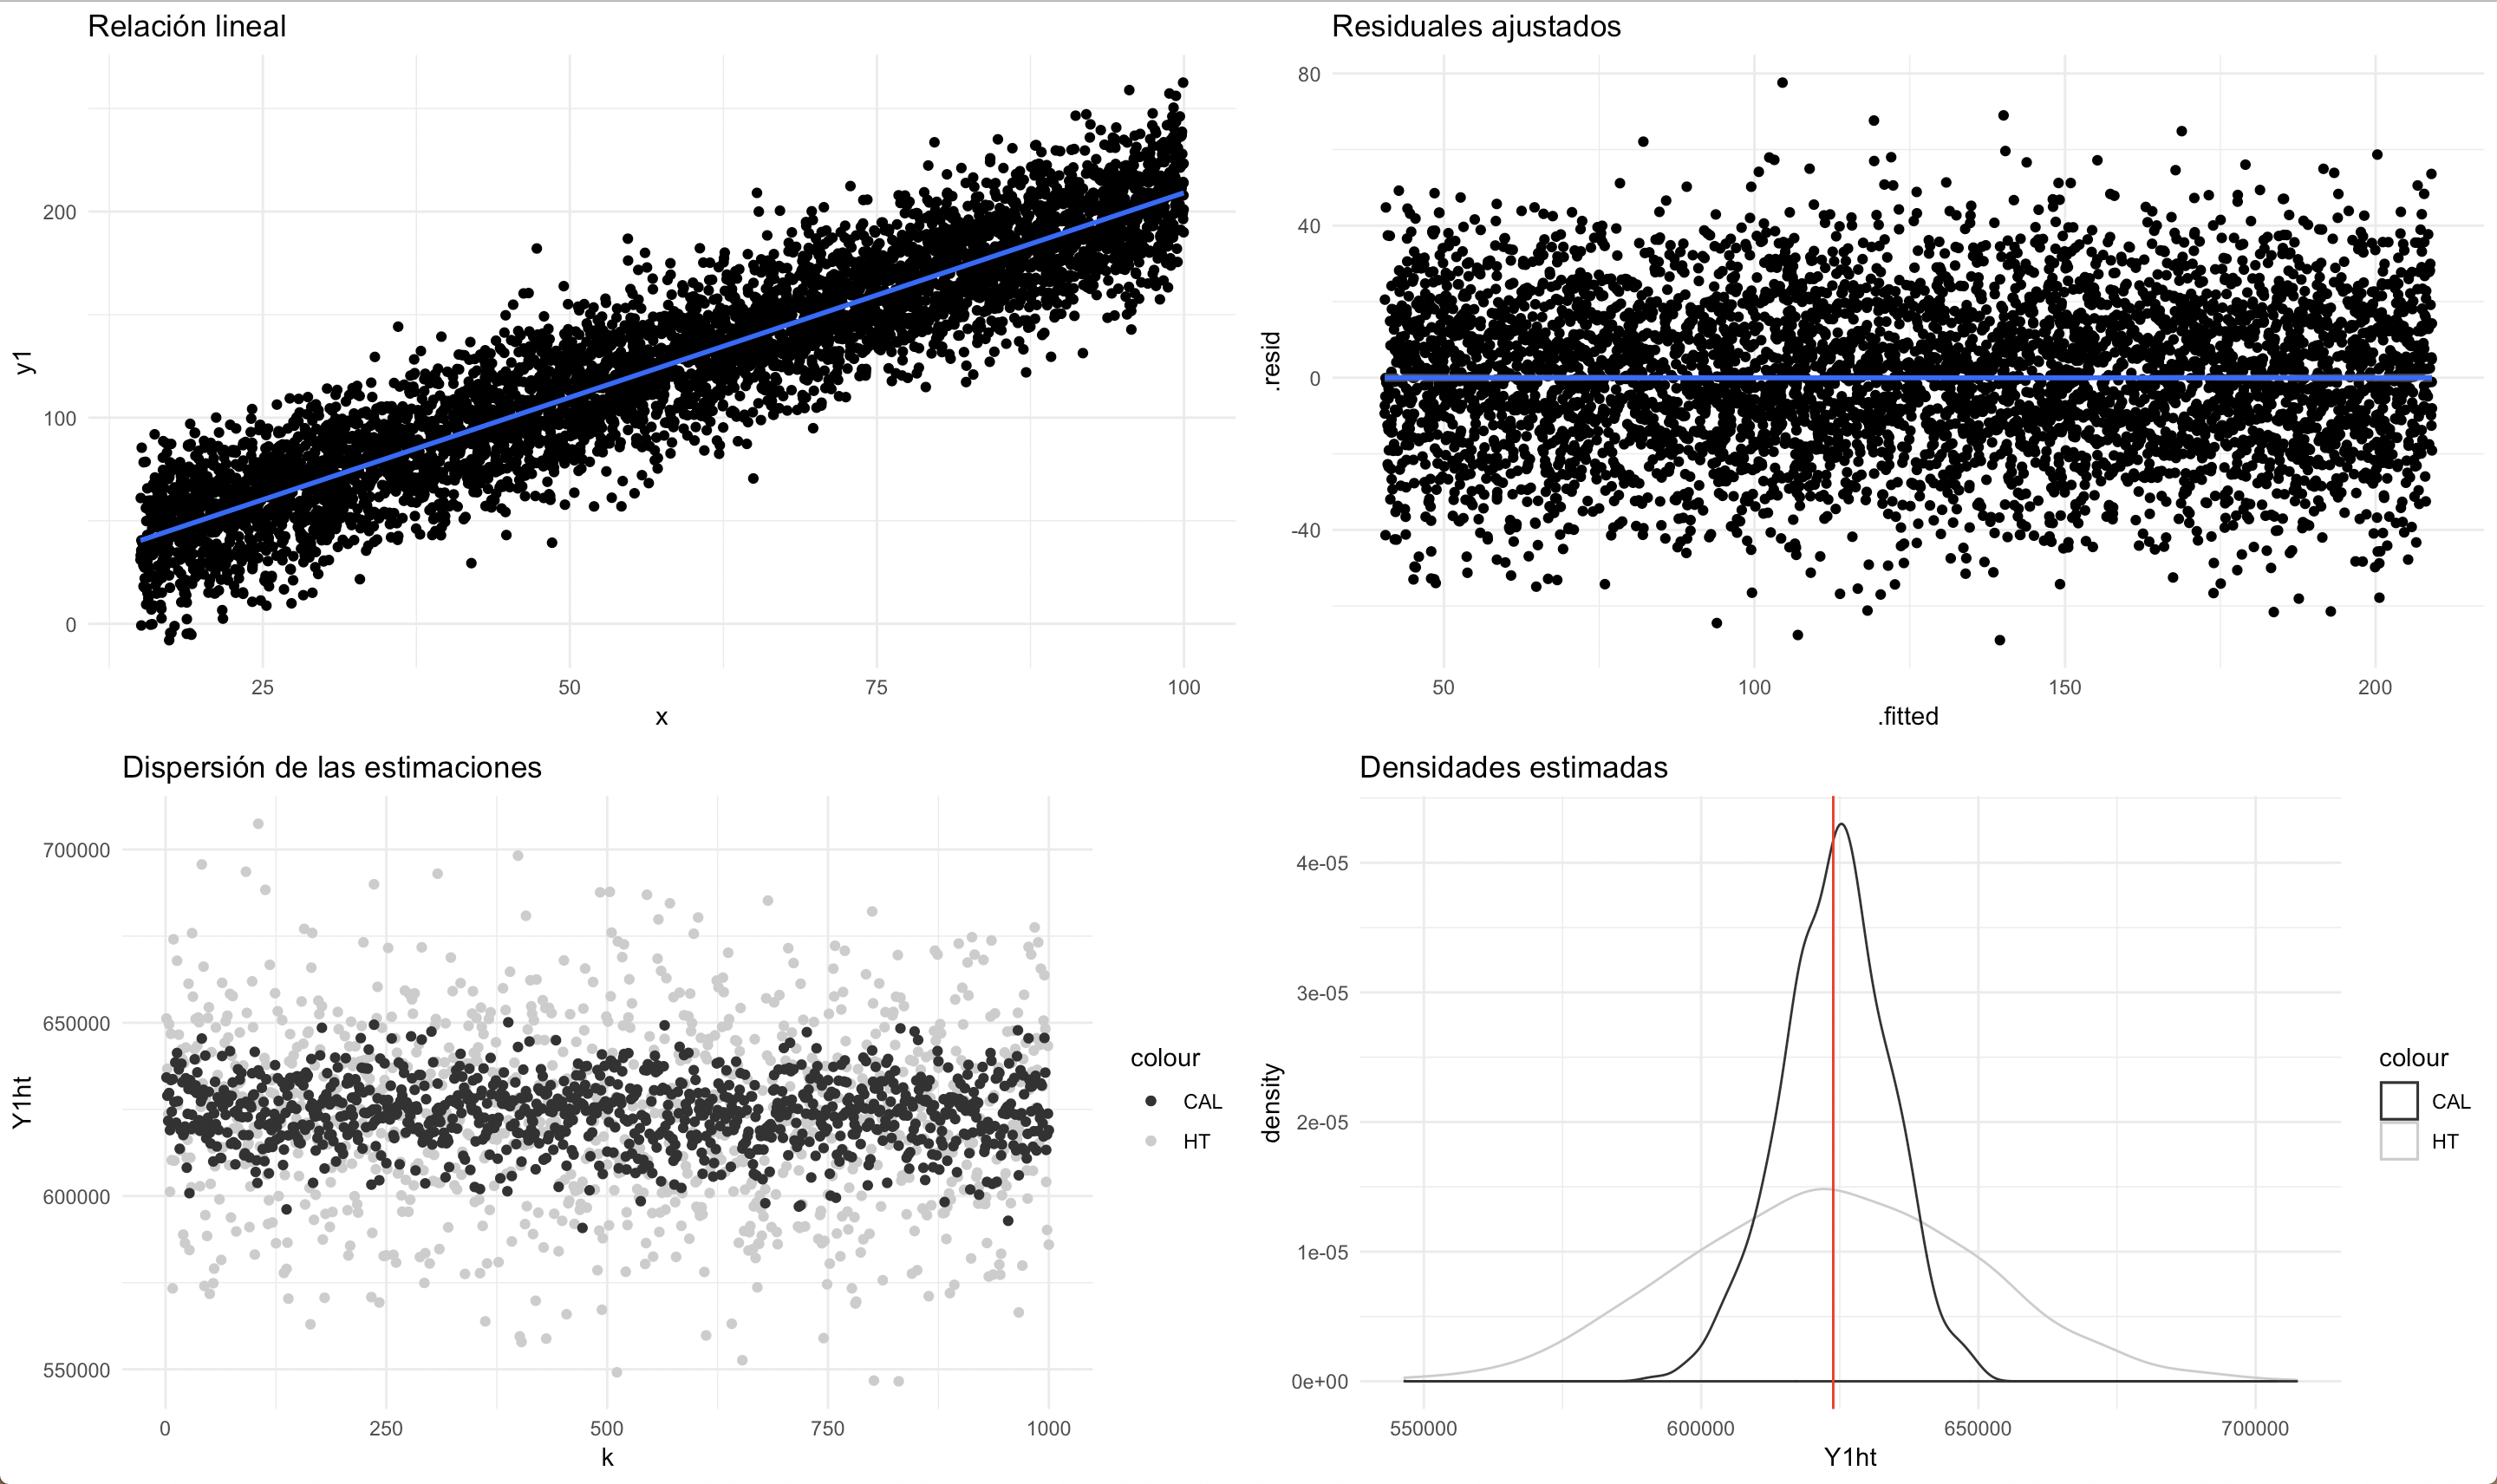 Relación lineal
y1
200
100
0
25 50 75 100
x
Residuales ajustados
.resid
80
40
0
-40
50 100 150 200
.fitted
Dispersión de las estimaciones
Y1ht
700000
650000
600000
550000
0 250 500 750 1000
k
colour
CAL
HT
Densidades estimadas
density
4e-05
3e-05
2e-05
1e-05
0e+00
550000 600000 650000 700000
Y1ht
colour
CAL
HT